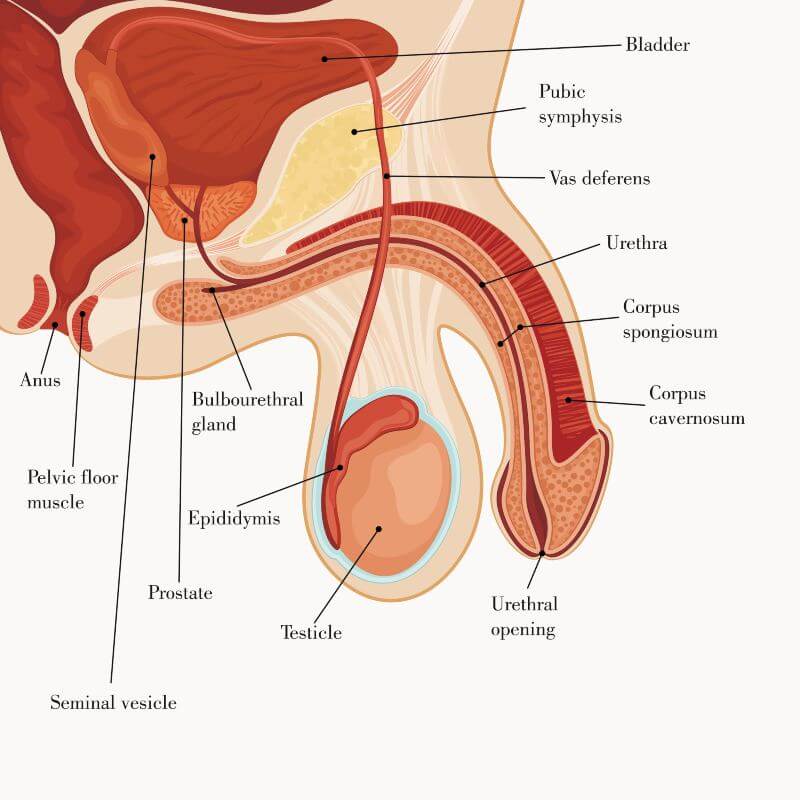 Bladder
Pubic
symphysis
Vas deferens
Urethra
Corpus
spongiosum
Corpus
cavernosum
Anus
Bulbourethral
gland
Pelvic floor
muscle
Epididymis
Prostate
Urethral
opening
Testicle
Seminal vesicle